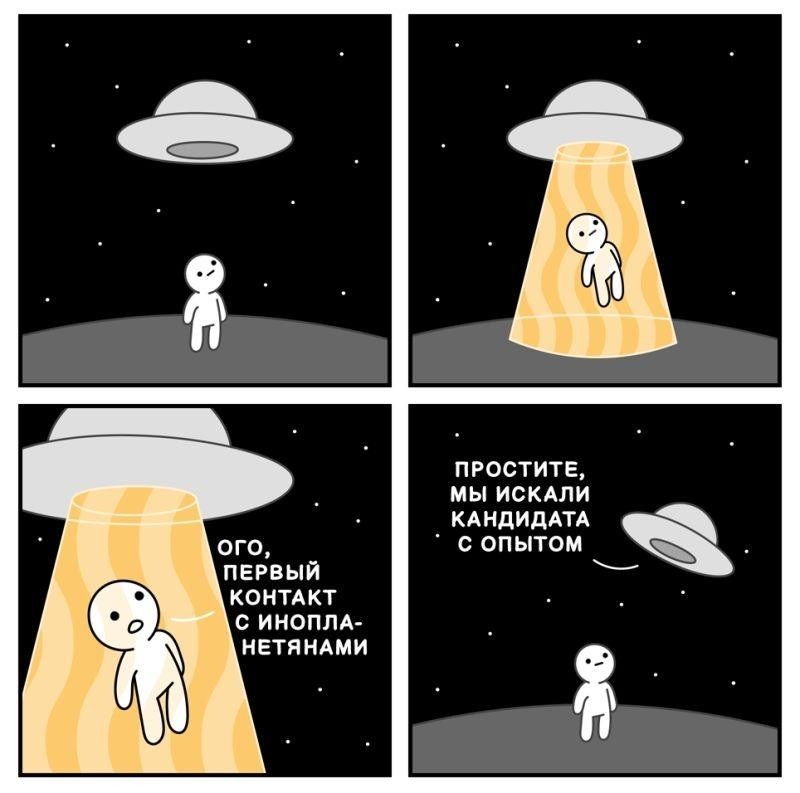 ОГО,
ПЕРВЫЙ
КОНТАКТ
С ИНОПЛА-
НЕТЯНАМИ
ПРОСТИТЕ,
МЫ ИСКАЛИ
КАНДИДАТА
С ОПЫТОМ